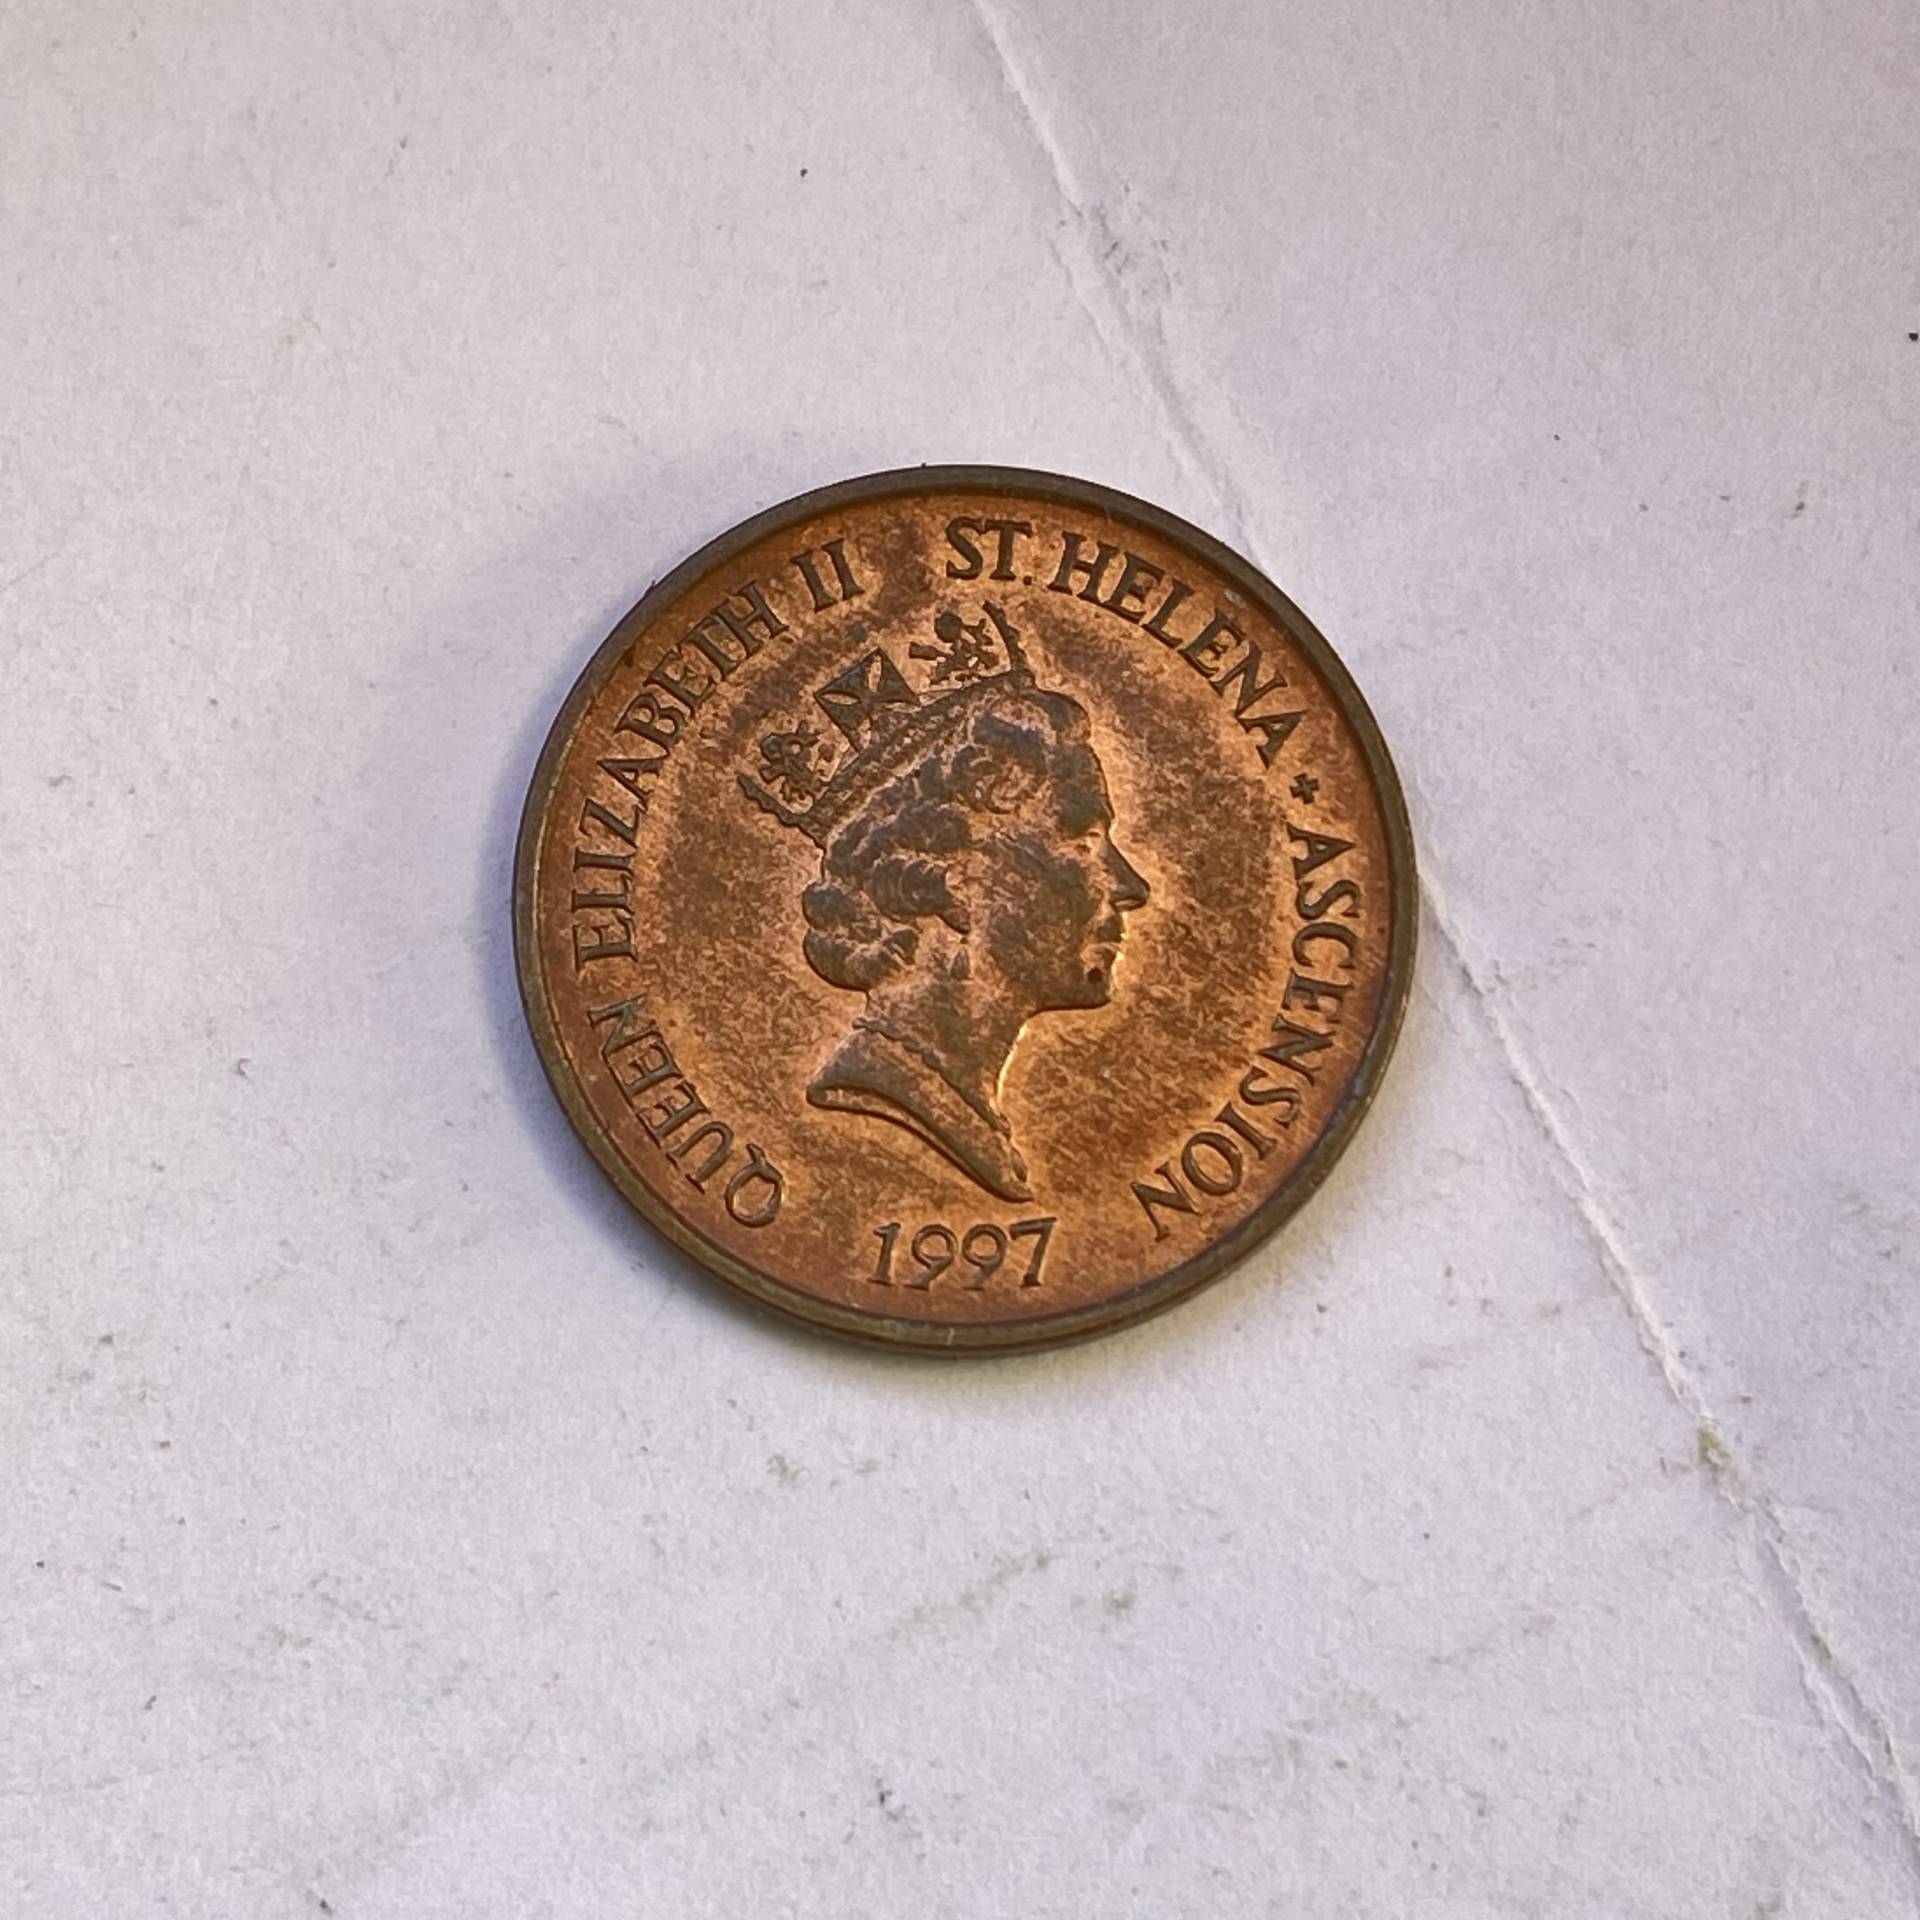 QUEEN ELIZABETH II ST. HELENA + ASCENSION
1997